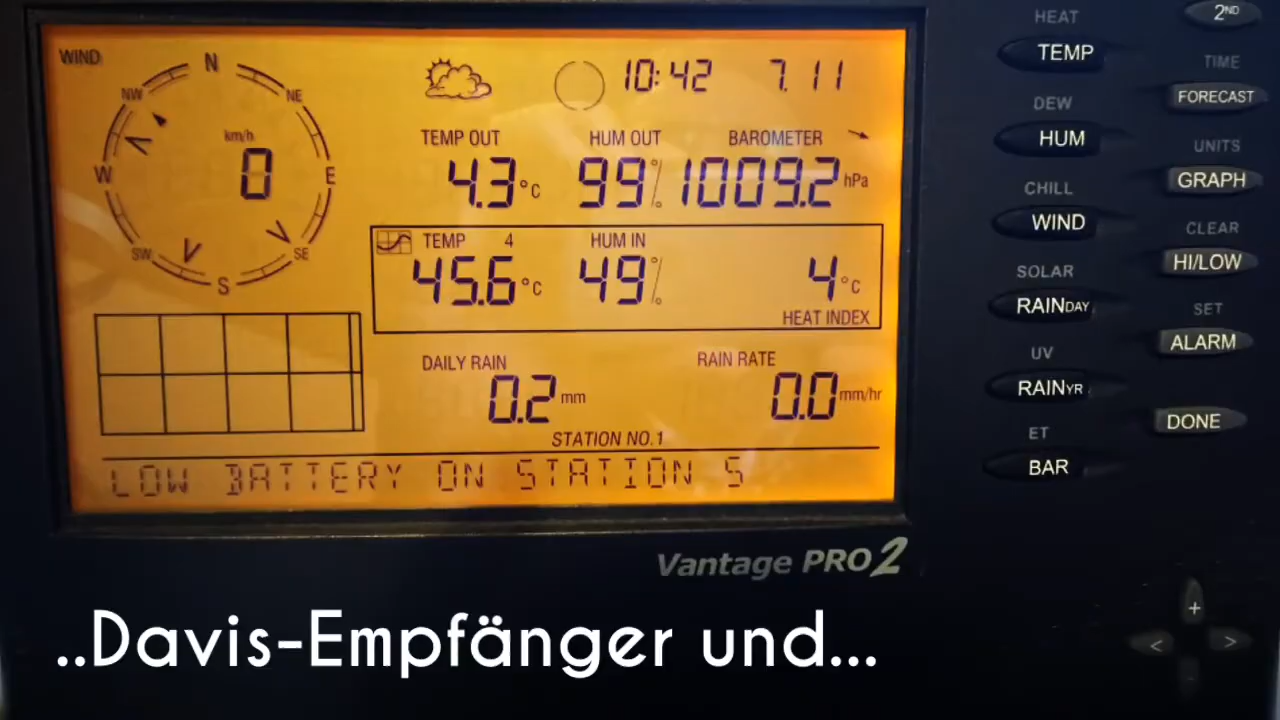 WIND
N
NW
NE
km/h
W
0
E
SW
SE
S
10:42 7.11
TEMP OUT HUM OUT BAROMETER
4.3°C 99% 1009.2 hPa
TEMP 4 HUM IN
45.6°C 49% 4°C
HEAT INDEX
DAILY RAIN RAIN RATE
0.2 mm 0.0 mm/hr
STATION NO.1
LOW BATTERY ON STATION 5
Vantage PRO2
HEAT
TEMP
DEW
HUM
CHILL
WIND
SOLAR
RAINDAY
UV
RAINYR
ET
BAR
2ND
TIME
FORECAST
UNITS
GRAPH
CLEAR
HI/LOW
SET
ALARM
DONE
+
< >
-
..Davis-Empfänger und...